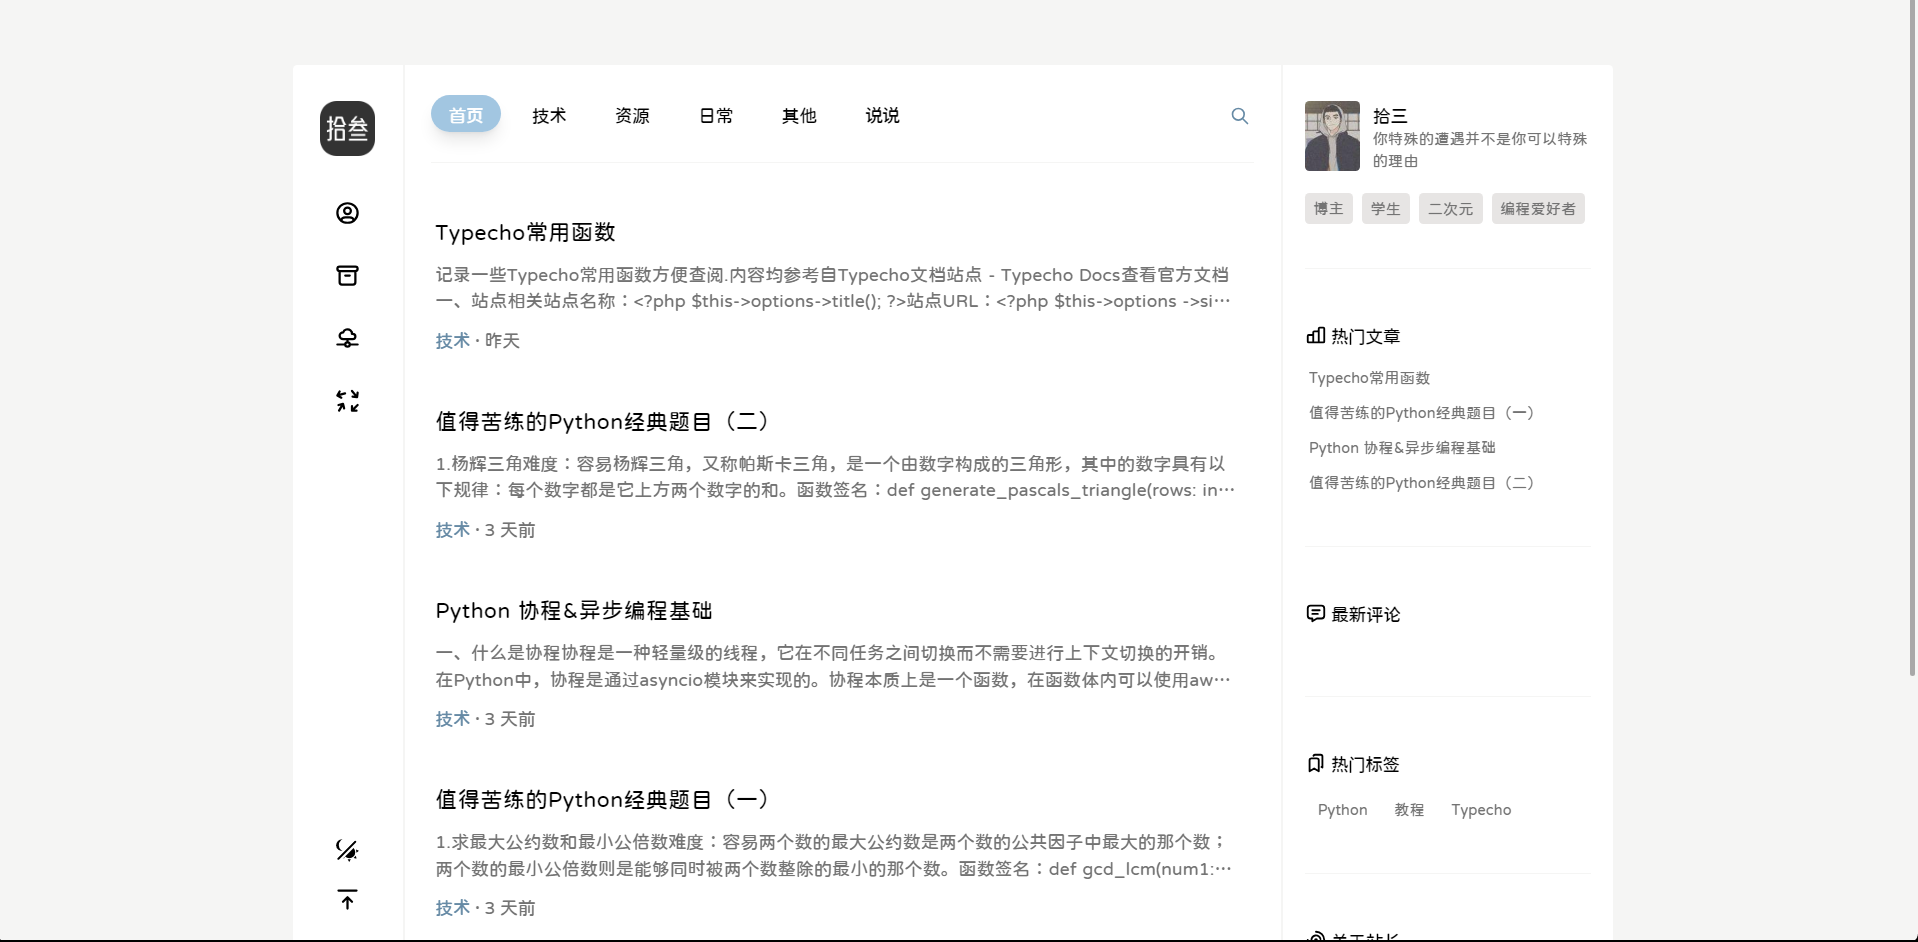 拾叁
首页 技术 资源 日常 其他 说说
Typecho常用函数
记录一些Typecho常用函数方便查阅.内容均参考自Typecho文档站点 - Typecho Docs查看官方文档
一、站点相关站点名称：<?php $this->options->title(); ?>站点URL：<?php $this->options ->si…
技术 · 昨天
值得苦练的Python经典题目（二）
1.杨辉三角难度：容易杨辉三角，又称帕斯卡三角，是一个由数字构成的三角形，其中的数字具有以
下规律：每个数字都是它上方两个数字的和。函数签名：def generate_pascals_triangle(rows: in…
技术 · 3 天前
Python 协程&异步编程基础
一、什么是协程协程是一种轻量级的线程，它在不同任务之间切换而不需要进行上下文切换的开销。
在Python中，协程是通过asyncio模块来实现的。协程本质上是一个函数，在函数体内可以使用aw…
技术 · 3 天前
值得苦练的Python经典题目（一）
1.求最大公约数和最小公倍数难度：容易两个数的最大公约数是两个数的公共因子中最大的那个数；
两个数的最小公倍数则是能够同时被两个数整除的最小的那个数。函数签名：def gcd_lcm(num1:…
技术 · 3 天前
拾三
你特殊的遭遇并不是你可以特殊
的理由
博主 学生 二次元 编程爱好者
热门文章
Typecho常用函数
值得苦练的Python经典题目（一）
Python 协程&异步编程基础
值得苦练的Python经典题目（二）
最新评论
热门标签
Python 教程 Typecho